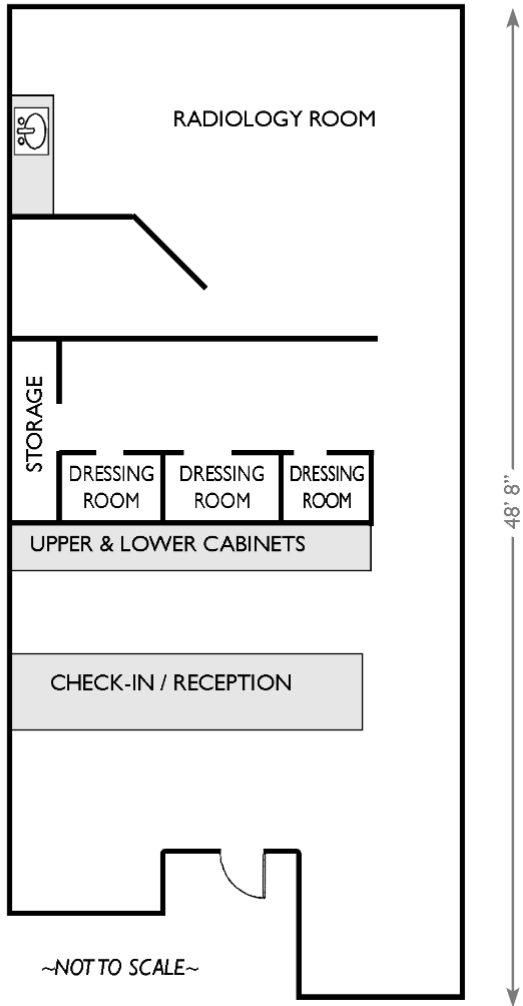 RADIOLOGY ROOM
STORAGE
DRESSING
ROOM
DRESSING
ROOM
DRESSING
ROOM
48' 8"
UPPER & LOWER CABINETS
CHECK-IN / RECEPTION
~NOT TO SCALE~